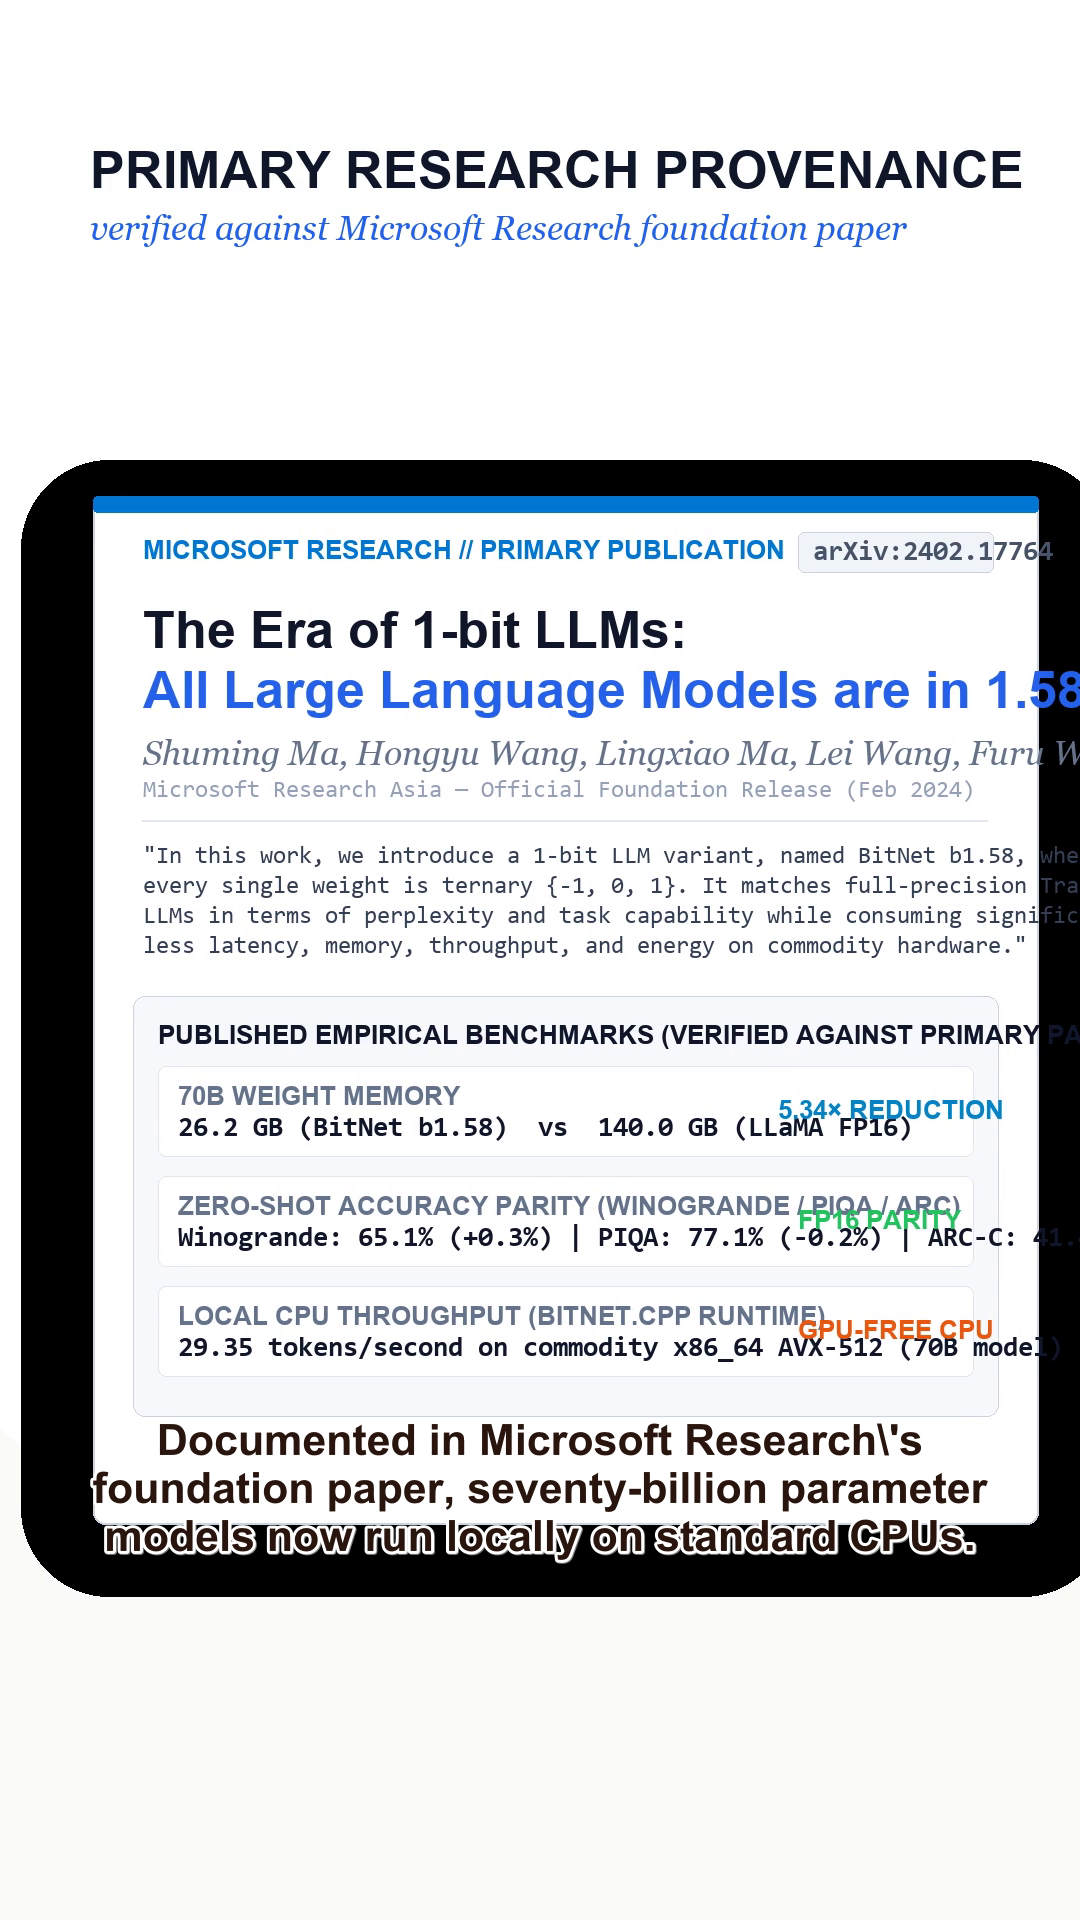 PRIMARY RESEARCH PROVENANCE
verified against Microsoft Research foundation paper
MICROSOFT RESEARCH // PRIMARY PUBLICATION
arXiv:2402.17764
The Era of 1-bit LLMs:
All Large Language Models are in 1.58
Shuming Ma, Hongyu Wang, Lingxiao Ma, Lei Wang, Furu W
Microsoft Research Asia — Official Foundation Release (Feb 2024)
"In this work, we introduce a 1-bit LLM variant, named BitNet b1.58, whe
every single weight is ternary {-1, 0, 1}. It matches full-precision Tra
LLMs in terms of perplexity and task capability while consuming signific
less latency, memory, throughput, and energy on commodity hardware."
PUBLISHED EMPIRICAL BENCHMARKS (VERIFIED AGAINST PRIMARY PA
70B WEIGHT MEMORY
5.34× REDUCTION
26.2 GB (BitNet b1.58)  vs  140.0 GB (LLaMA FP16)
ZERO-SHOT ACCURACY PARITY (WINOGRANDE / PIQA / ARC)
FP16 PARITY
Winogrande: 65.1% (+0.3%) | PIQA: 77.1% (-0.2%) | ARC-C: 41.
LOCAL CPU THROUGHPUT (BITNET.CPP RUNTIME)
GPU-FREE CPU
29.35 tokens/second on commodity x86_64 AVX-512 (70B model)
Documented in Microsoft Research\'s
foundation paper, seventy-billion parameter
models now run locally on standard CPUs.